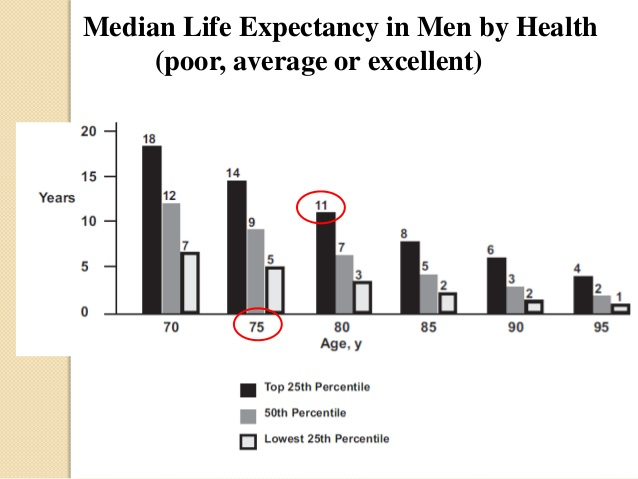 Median Life Expectancy in Men by Health
(poor, average or excellent)
20
15
10
5
0
Years
18
12
7
14
9
5
11
7
3
8
5
2
6
3
2
4
2
1
70 75 80 85 90 95
Age, y
Top 25th Percentile
50th Percentile
Lowest 25th Percentile